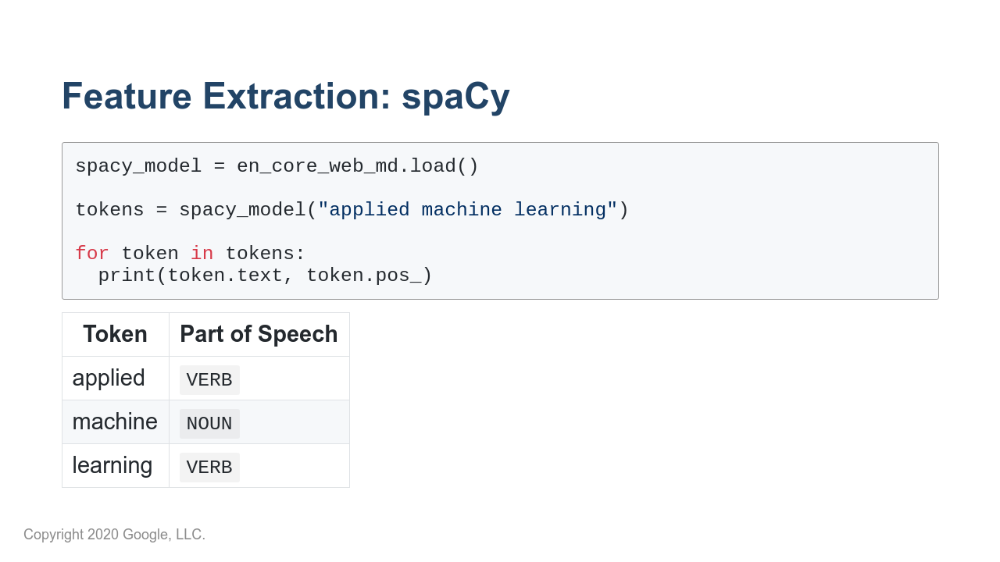 Feature Extraction: spaCy
spacy_model = en_core_web_md.load()
tokens = spacy_model("applied machine learning")
for token in tokens:
  print(token.text, token.pos_)
Token Part of Speech
applied VERB
machine NOUN
learning VERB
Copyright 2020 Google, LLC.